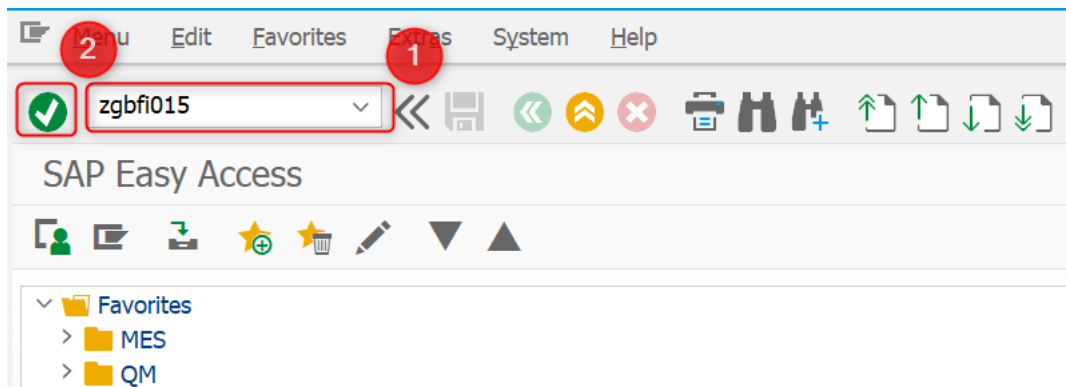 Menu Edit Favorites Extras System Help
2 1
zgbfi015
SAP Easy Access
Favorites
MES
QM